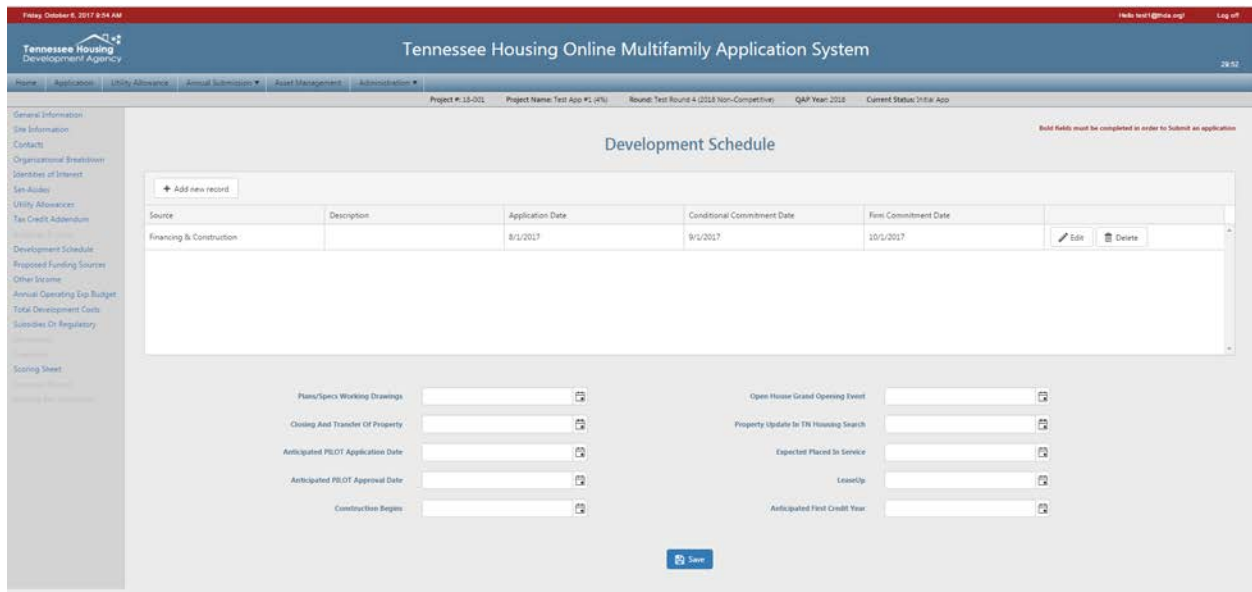 Friday, October 6, 2017 9:54 AM Hello test1@thda.org! Log off
Tennessee Housing
Development Agency
Tennessee Housing Online Multifamily Application System
29:52
Home Application Utility Allowance Annual Submission ▼ Asset Management Administration ▼
Project #: 18-001 Project Name: Test App #1 (4%) Round: Test Round 4 (2018 Non-Competitive) QAP Year: 2018 Current Status: Initial App
General Information
Site Information
Contacts
Organizational Breakdown
Identities of Interest
Set-Asides
Utility Allowances
Tax Credit Addendum
Development Schedule
Proposed Funding Sources
Other Income
Annual Operating Exp Budget
Total Development Costs
Subsidies Or Regulatory
Scoring Sheet
Bold fields must be completed in order to Submit an application
Development Schedule
+ Add new record
Source Description Application Date Conditional Commitment Date Firm Commitment Date
Financing & Construction 8/1/2017 9/1/2017 10/1/2017 Edit Delete
Plans/Specs Working Drawings Open House Grand Opening Event
Closing And Transfer Of Property Property Update In TN Housing Search
Anticipated PILOT Application Date Expected Placed In Service
Anticipated PILOT Approval Date LeaseUp
Construction Begins Anticipated First Credit Year
Save